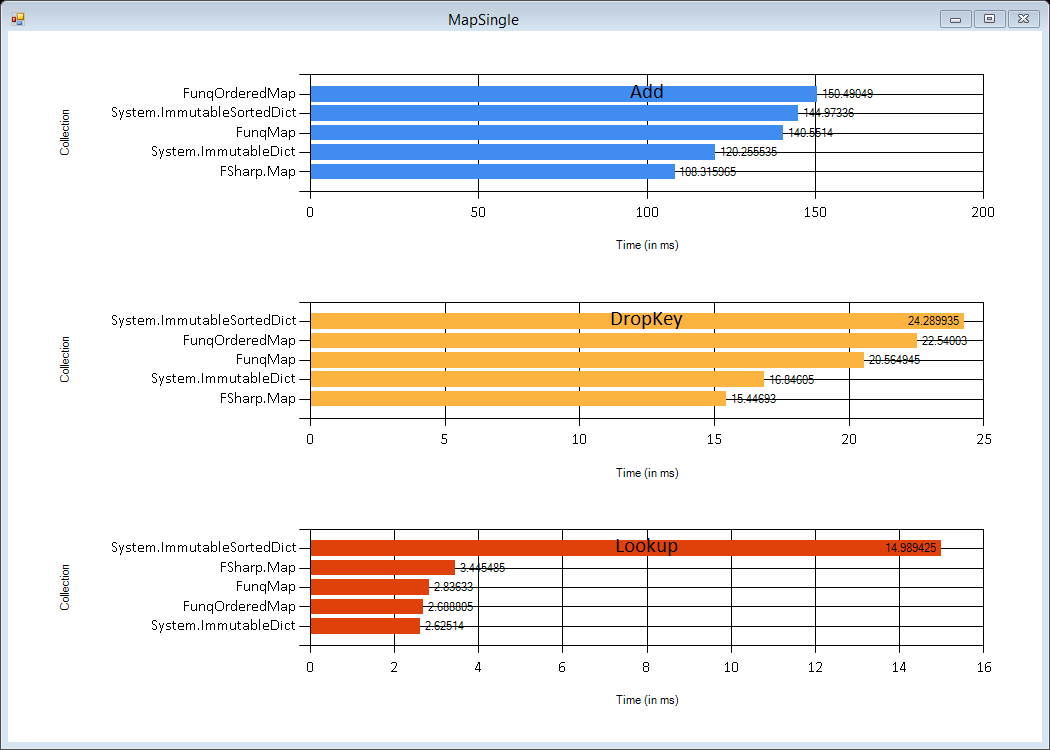 MapSingle
Add
Collection
FunqOrderedMap 150.49049
System.ImmutableSortedDict 144.97336
FunqMap 140.5514
System.ImmutableDict 120.255535
FSharp.Map 108.315965
0 50 100 150 200
Time (in ms)
DropKey
Collection
System.ImmutableSortedDict 24.289935
FunqOrderedMap 22.54003
FunqMap 20.564945
System.ImmutableDict 16.84605
FSharp.Map 15.44693
0 5 10 15 20 25
Time (in ms)
Lookup
Collection
System.ImmutableSortedDict 14.989425
FSharp.Map 3.445485
FunqMap 2.83633
FunqOrderedMap 2.688805
System.ImmutableDict 2.62514
0 2 4 6 8 10 12 14 16
Time (in ms)